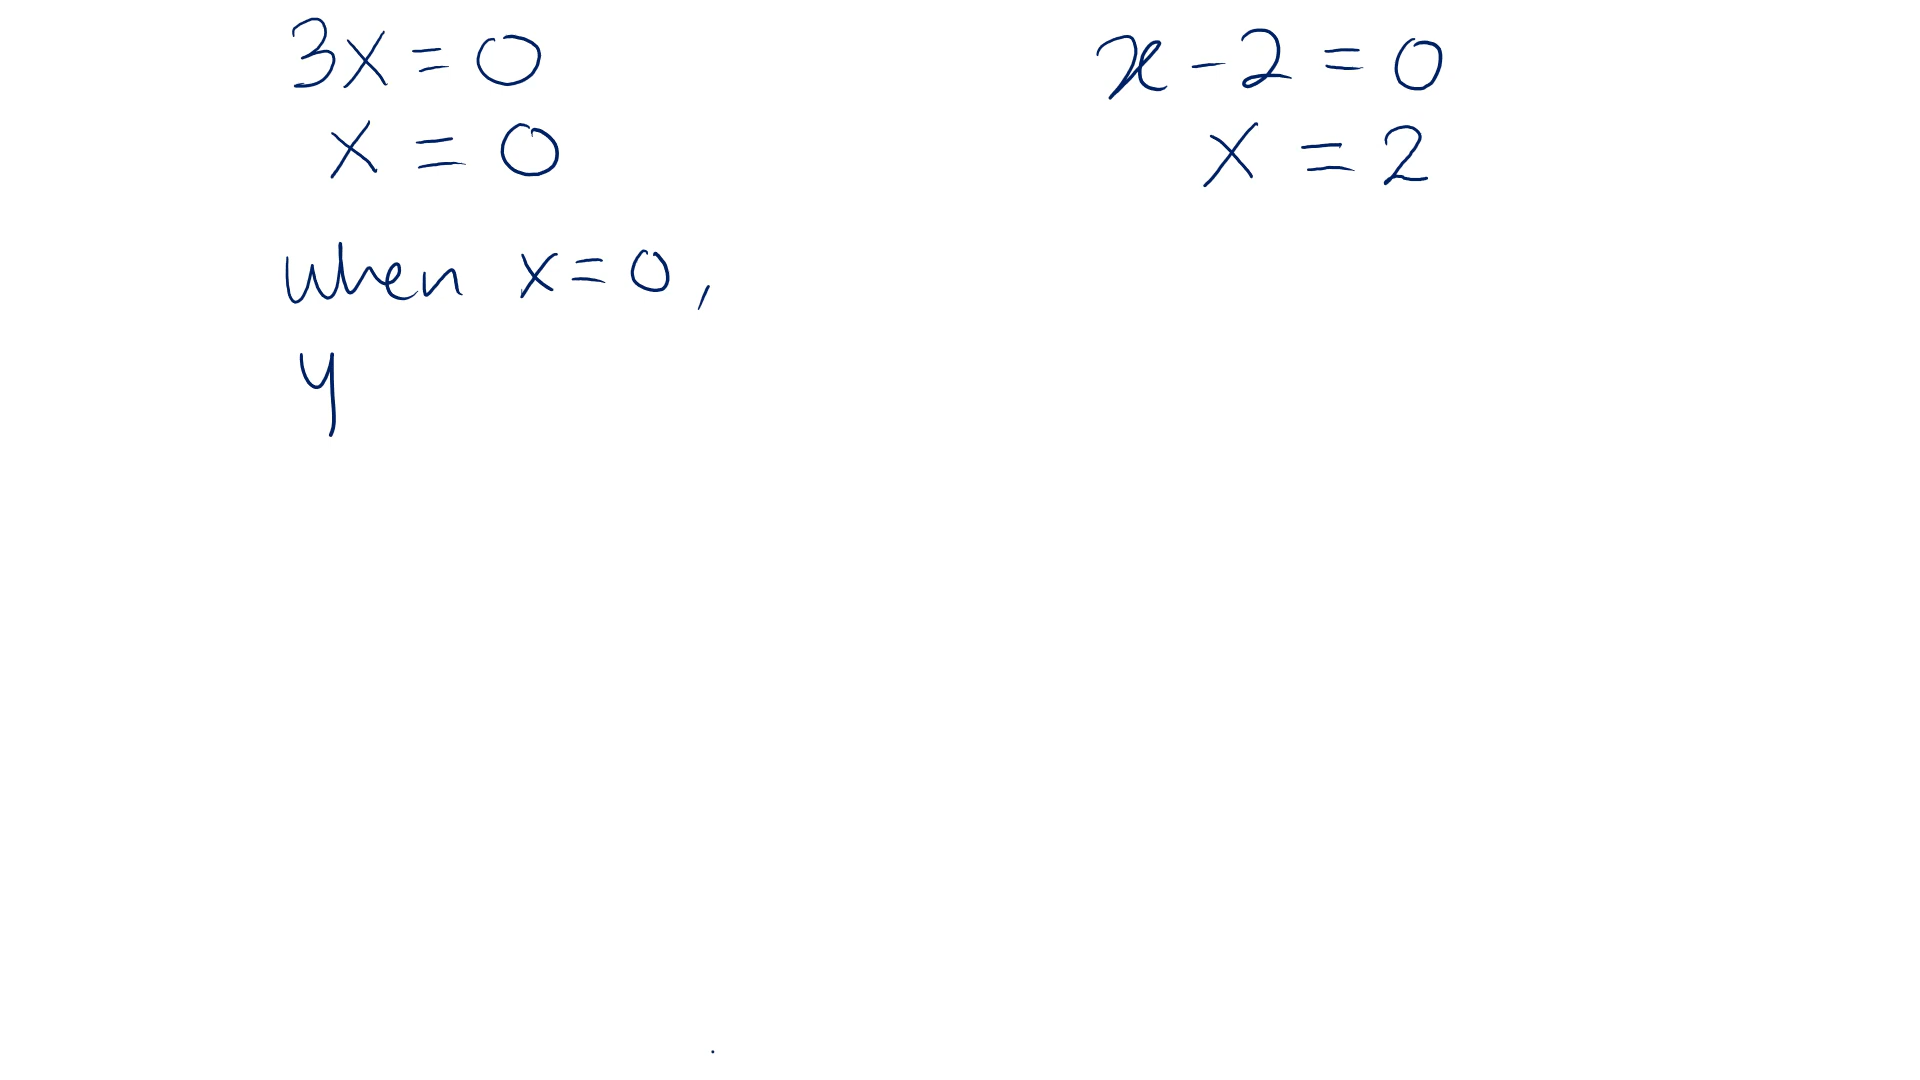 3x = 0
x = 0
when x = 0,
y
x - 2 = 0
x = 2